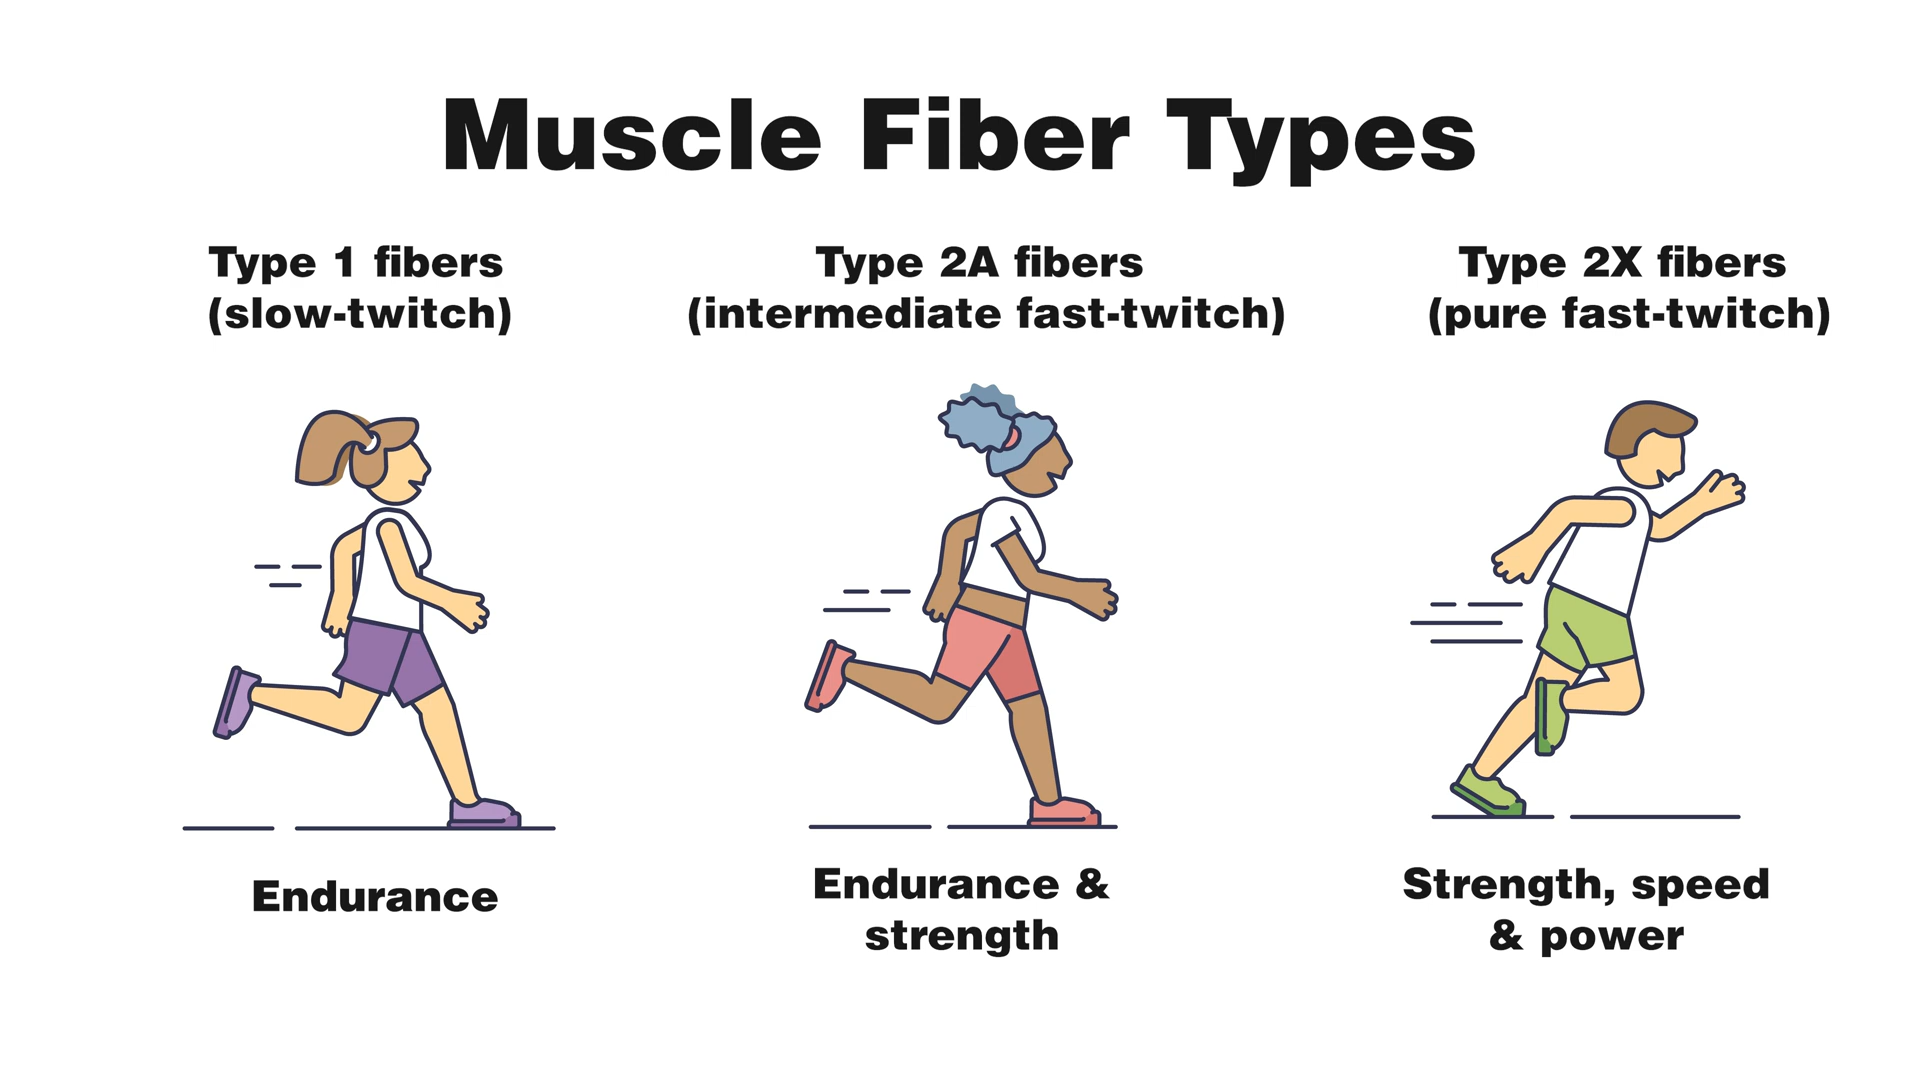 Muscle Fiber Types
Type 1 fibers
(slow-twitch)
Type 2A fibers
(intermediate fast-twitch)
Type 2X fibers
(pure fast-twitch)
Endurance
Endurance &
strength
Strength, speed
& power